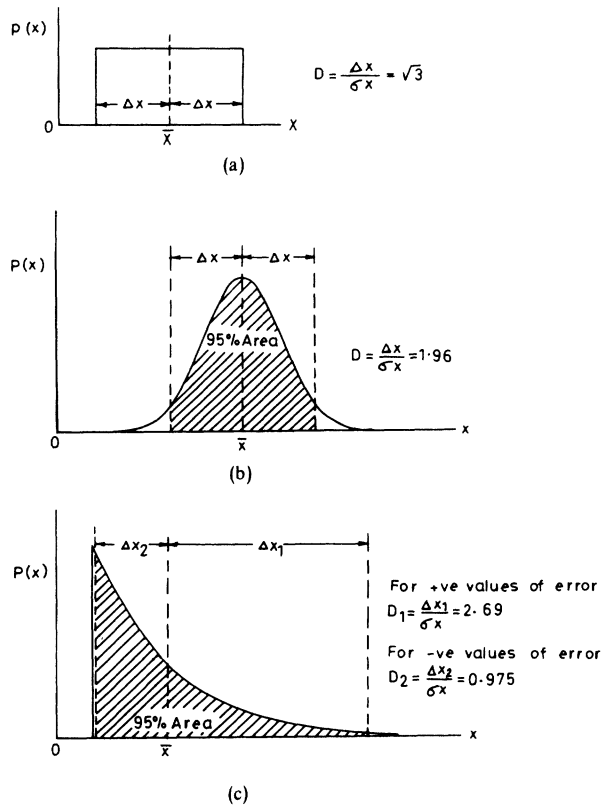 P(x)
Δx Δx
D = Δx/σx = √3
0 x̄ X
(a)
P(x)
Δx Δx
95% Area
D = Δx/σx = 1·96
0 x̄ x
(b)
P(x)
Δx₂ Δx₁
For +ve values of error
D₁ = Δx₁/σx = 2·69
For -ve values of error
D₂ = Δx₂/σx = 0·975
95% Area
0 x̄ x
(c)